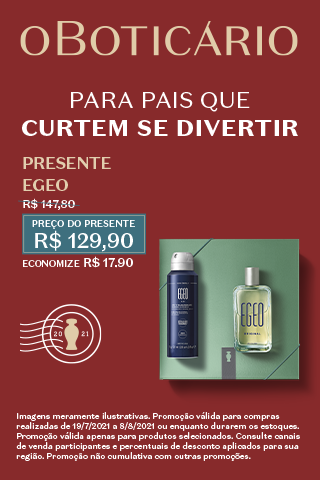 OBOTICÁRIO
PARA PAIS QUE
CURTEM SE DIVERTIR
PRESENTE
EGEO
R$ 147,80
PREÇO DO PRESENTE
R$ 129,90
ECONOMIZE R$ 17.90
EGEO
EGEO
ORIGINAL
20 21
Imagens meramente ilustrativas. Promoção válida para compras
realizadas de 19/7/2021 a 8/8/2021 ou enquanto durarem os estoques.
Promoção válida apenas para produtos selecionados. Consulte canais
de venda participantes e percentuais de desconto aplicados para sua
região. Promoção não cumulativa com outras promoções.